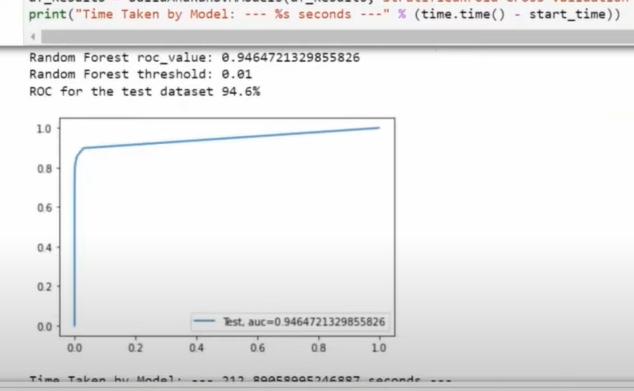 print("Time Taken by Model: --- %s seconds ---" % (time.time() - start_time))
Random Forest roc_value: 0.9464721329855826
Random Forest threshold: 0.01
ROC for the test dataset 94.6%
1.0
0.8
0.6
0.4
0.2
0.0
Test, auc=0.9464721329855826
0.0 0.2 0.4 0.6 0.8 1.0
Time Taken by Model: --- 212.89058995246887 seconds ---